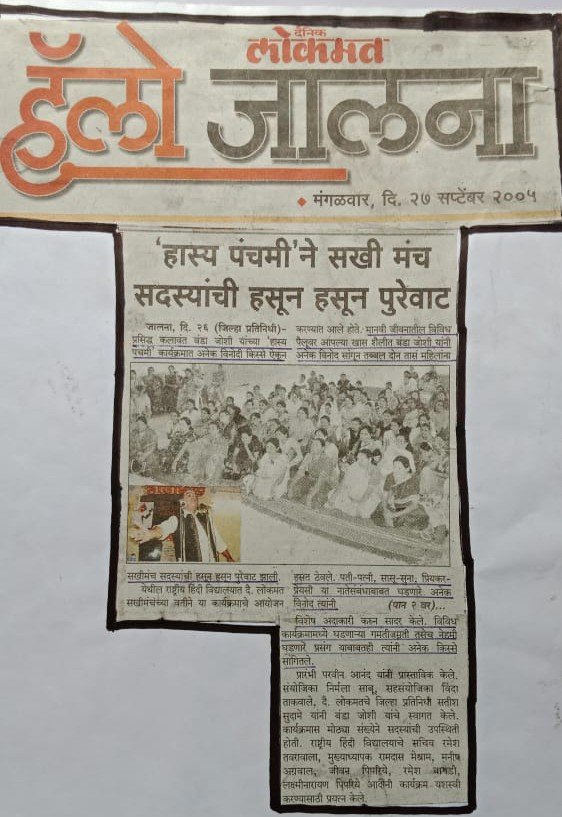 दैनिक
लोकमत
हॅलो जालना
मंगळवार, दि. २७ सप्टेंबर २००५
'हास्य पंचमी'ने सखी मंच
सदस्यांची हसून हसून पुरेवाट
जालना, दि. २६ (जिल्हा प्रतिनिधी)-
प्रसिद्ध कलावंत बंडा जोशी यांच्या 'हास्य
पंचमी' कार्यक्रमात अनेक विनोदी किस्से ऐकून
सखीमंच सदस्यांची हसून हसून पुरेवाट झाली.
येथील राष्ट्रीय हिंदी विद्यालयात दै. लोकमत
सखीमंचच्या वतीने या कार्यक्रमाचे आयोजन
करण्यात आले होते. मानवी जीवनातील विविध
पैलूवर आपल्या खास शैलीत बंडा जोशी यांनी
अनेक विनोद सांगून तब्बल दोन तास महिलांना
हसत ठेवले. पती-पत्नी, सासू-सुना, प्रियकर-
प्रेयसी या नातेसंबंधाबाबत घडणारे अनेक
विनोद त्यांनी (पान २ वर)...
विशेष अदाकारी करुन सादर केले. विविध
कार्यक्रमामध्ये घडणाऱ्या गमतीजमती तसेच नेहमी
घडणारे प्रसंग याबाबतही त्यांनी अनेक किस्से
सांगितले.
प्रारंभी परवीन आनंद यांनी प्रास्ताविक केले.
संयोजिका निर्मला साबू, सहसंयोजिका विंदा
ताकवाले, दै. लोकमतचे जिल्हा प्रतिनिधी सतीश
सुदामे यांनी बंडा जोशी यांचे स्वागत केले.
कार्यक्रमास मोठ्या संख्येने सदस्यांची उपस्थिती
होती. राष्ट्रीय हिंदी विद्यालयाचे सचिव रमेश
तवरावाला, मुख्याध्यापक रामदास मेश्राम, मनीष
अग्रवाल, जीवन पिपरिये, रमेश
लक्ष्मीनारायण पिंपरिये आदींनी कार्यक्रम यशस्वी
करण्यासाठी प्रयत्न केले.